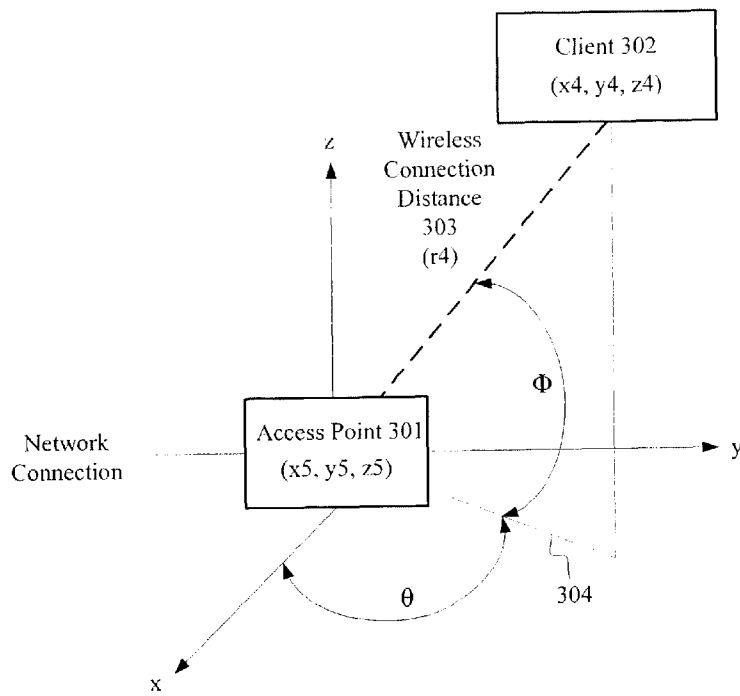 Client 302
(x4, y4, z4)
z
Wireless
Connection
Distance
303
(r4)
Φ
Access Point 301
(x5, y5, z5)
Network
Connection
y
304
θ
x